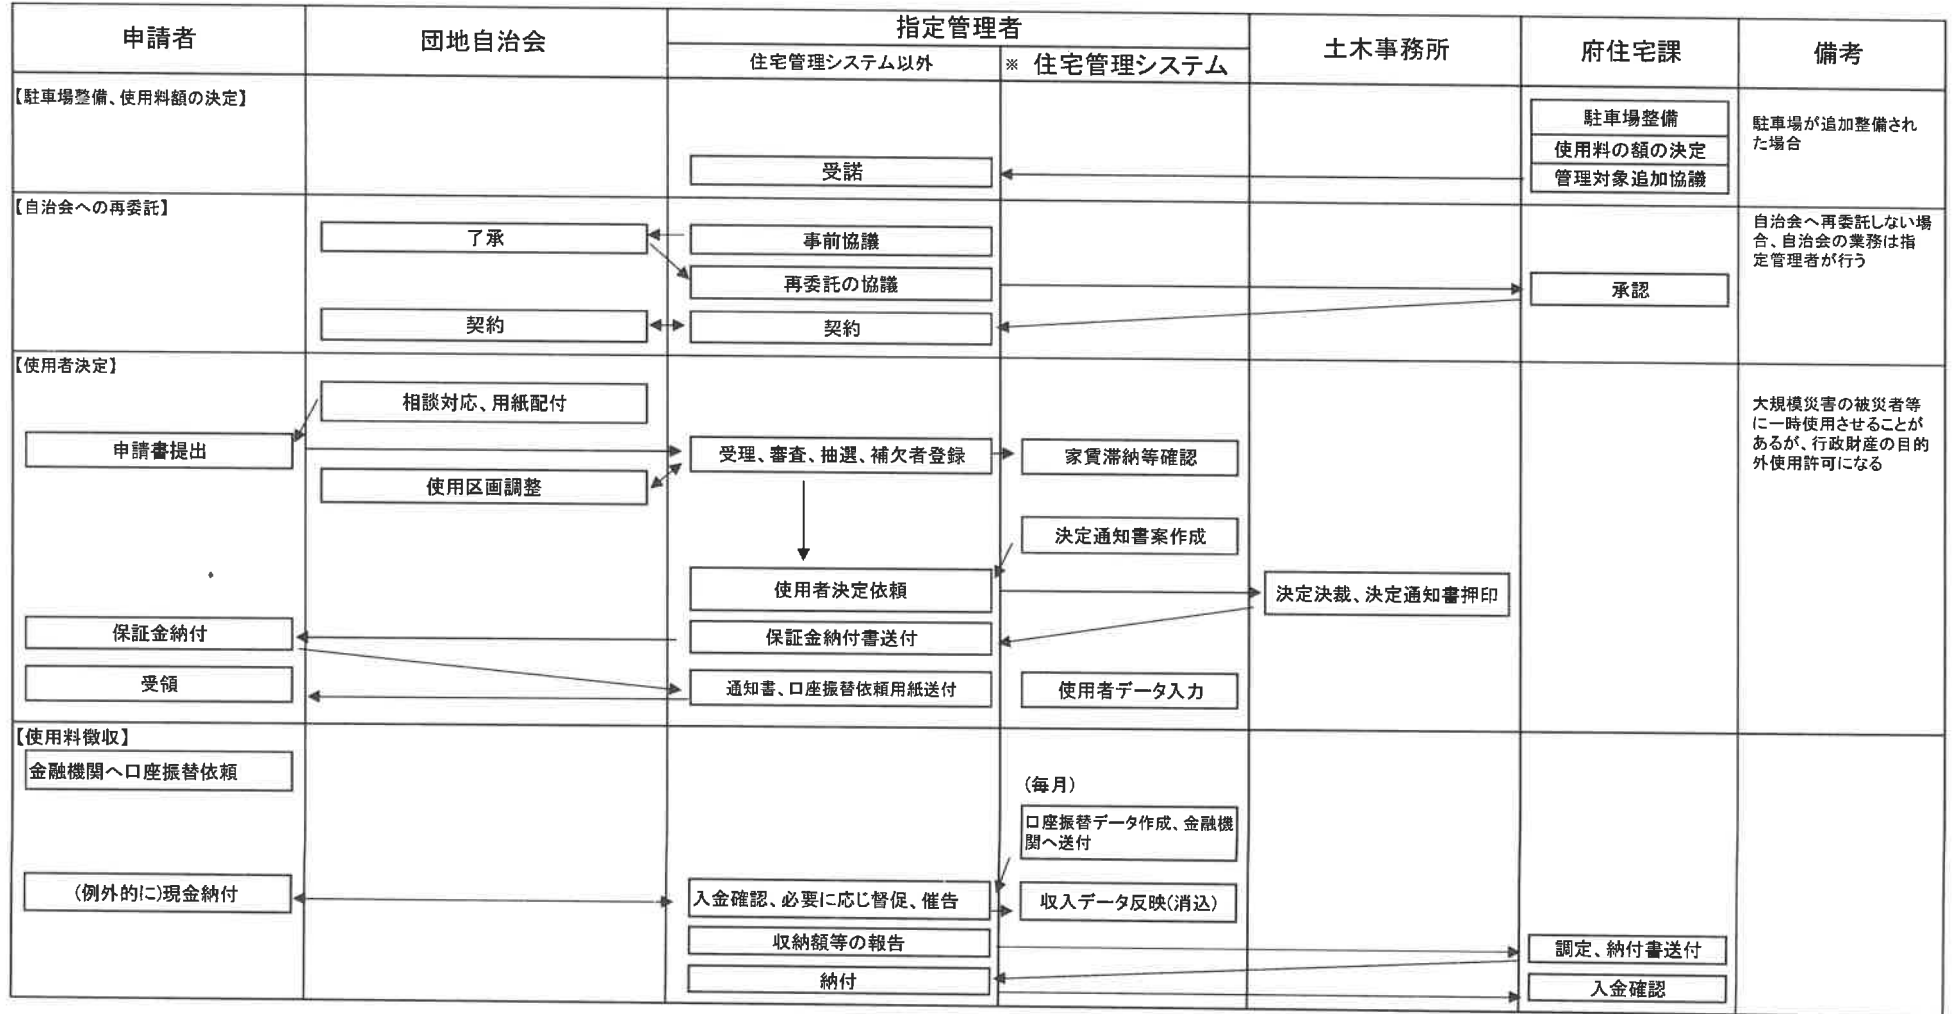 申請者
団地自治会
指定管理者
住宅管理システム以外
※ 住宅管理システム
土木事務所
府住宅課
備考
【駐車場整備、使用料額の決定】
駐車場整備
使用料の額の決定
管理対象追加協議
受諾
駐車場が追加整備され
た場合
【自治会への再委託】
了承
事前協議
再委託の協議
承認
契約
契約
自治会へ再委託しない場
合、自治会の業務は指
定管理者が行う
【使用者決定】
相談対応、用紙配付
申請書提出
受理、審査、抽選、補欠者登録
家賃滞納等確認
使用区画調整
決定通知書案作成
使用者決定依頼
決定決裁、決定通知書押印
保証金納付
保証金納付書送付
受領
通知書、口座振替依頼用紙送付
使用者データ入力
大規模災害の被災者等
に一時使用させることが
あるが、行政財産の目的
外使用許可になる
【使用料徴収】
金融機関へ口座振替依頼
(毎月)
口座振替データ作成、金融機
関へ送付
(例外的に)現金納付
入金確認、必要に応じ督促、催告
収入データ反映(消込)
収納額等の報告
調定、納付書送付
納付
入金確認